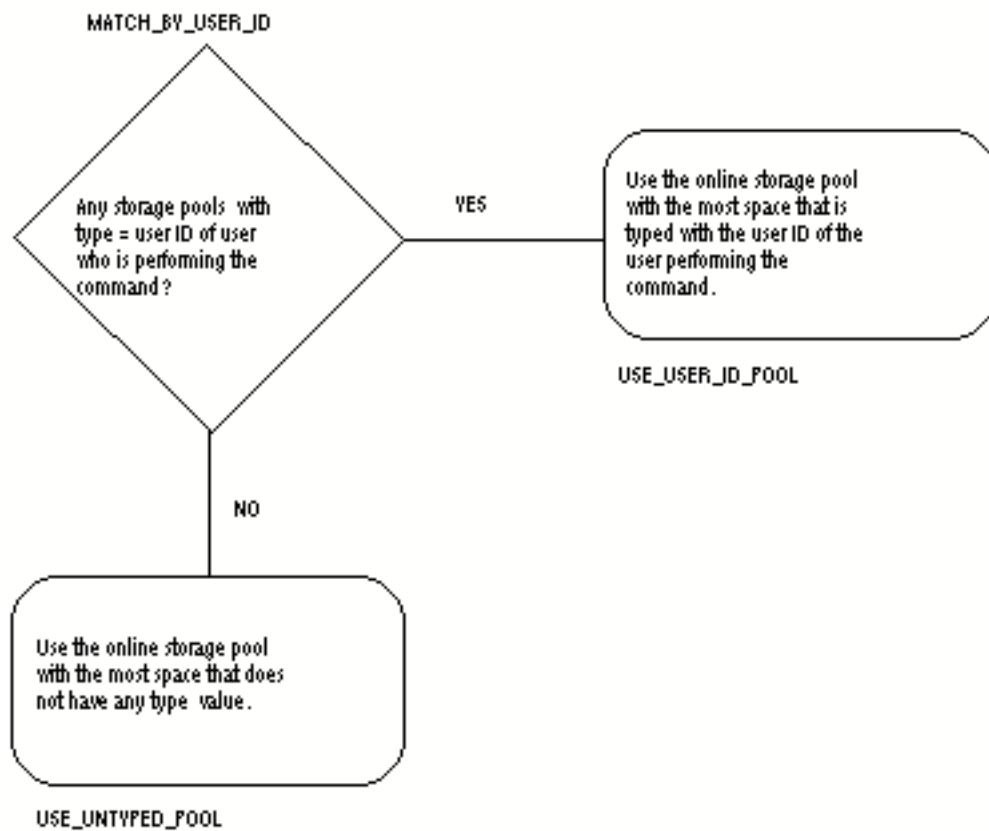 MATCH_BY_USER_ID
Any storage pools with
type = user ID of user
who is performing the
command?
YES
Use the online storage pool
with the most space that is
typed with the user ID of the
user performing the
command.
USE_USER_ID_POOL
NO
Use the online storage pool
with the most space that does
not have any type value.
USE_UNTYPED_POOL